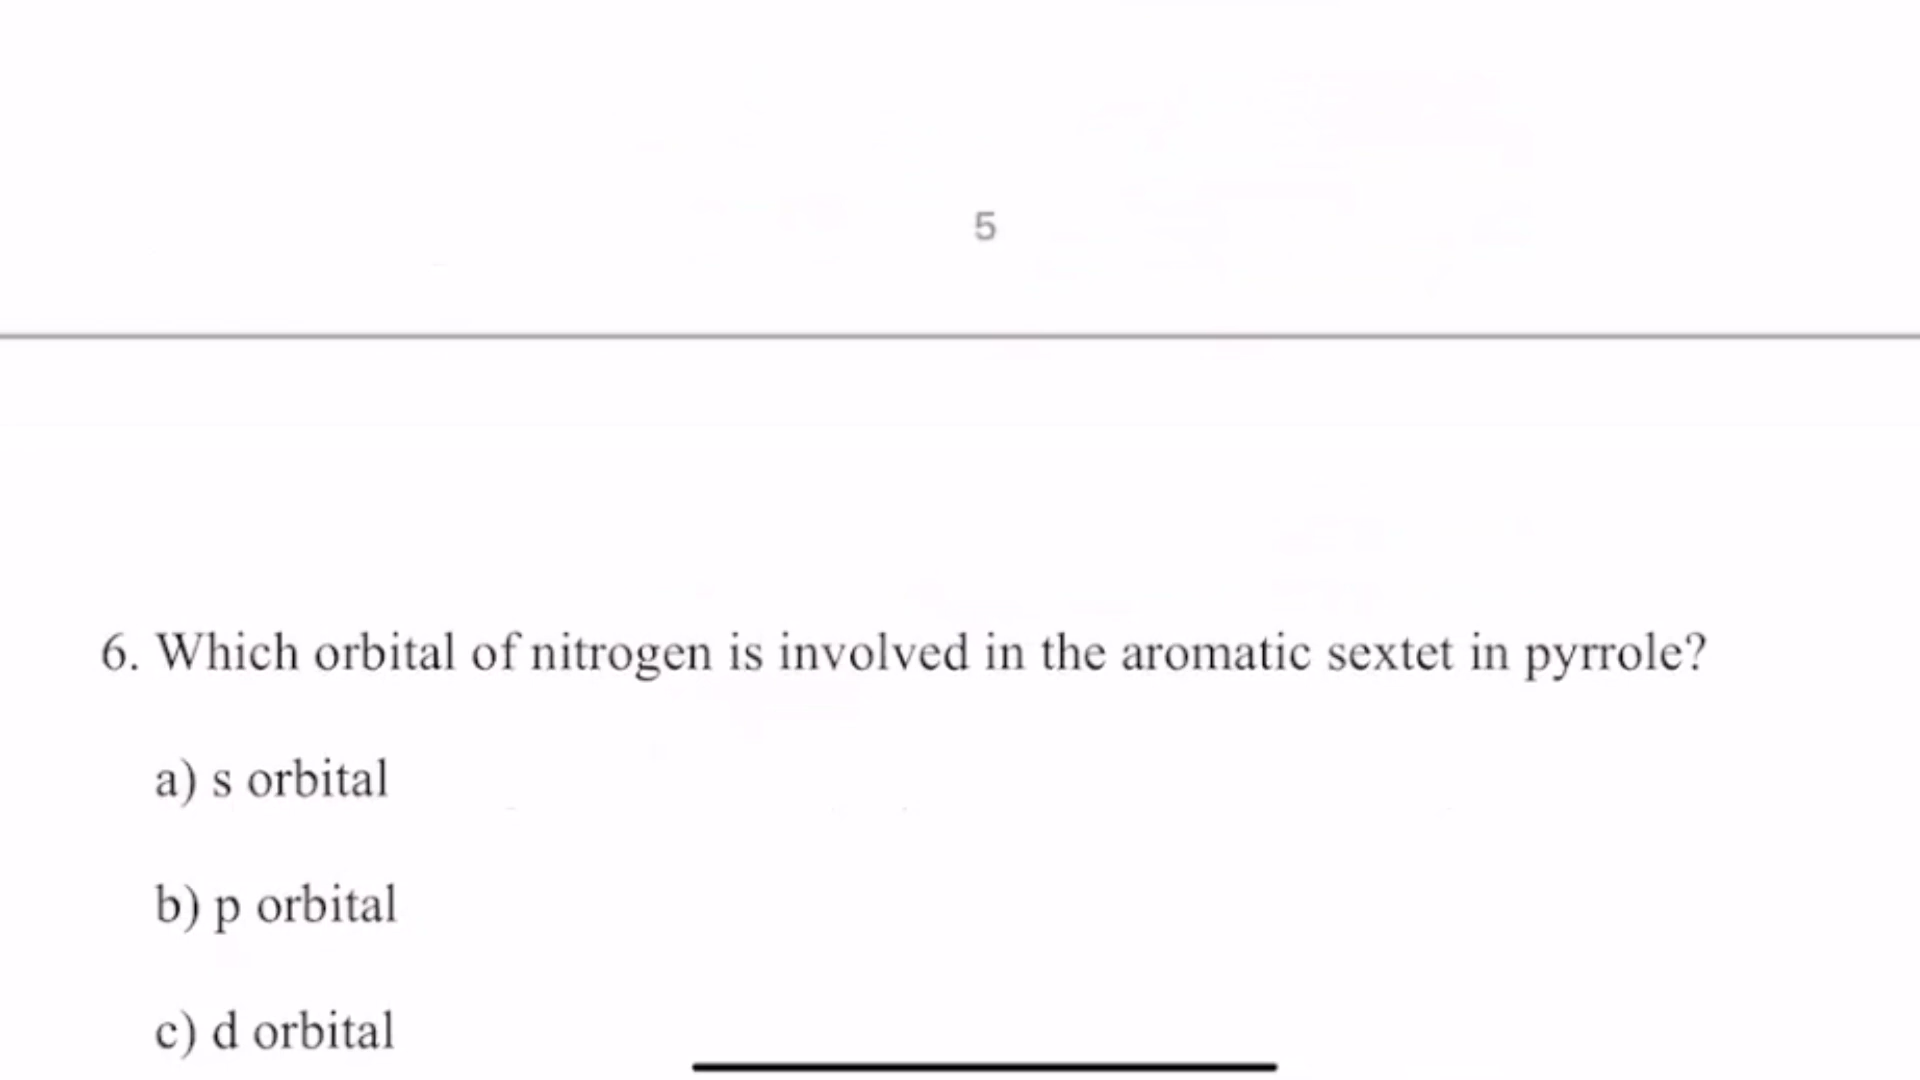 5
6. Which orbital of nitrogen is involved in the aromatic sextet in pyrrole?
a) s orbital
b) p orbital
c) d orbital